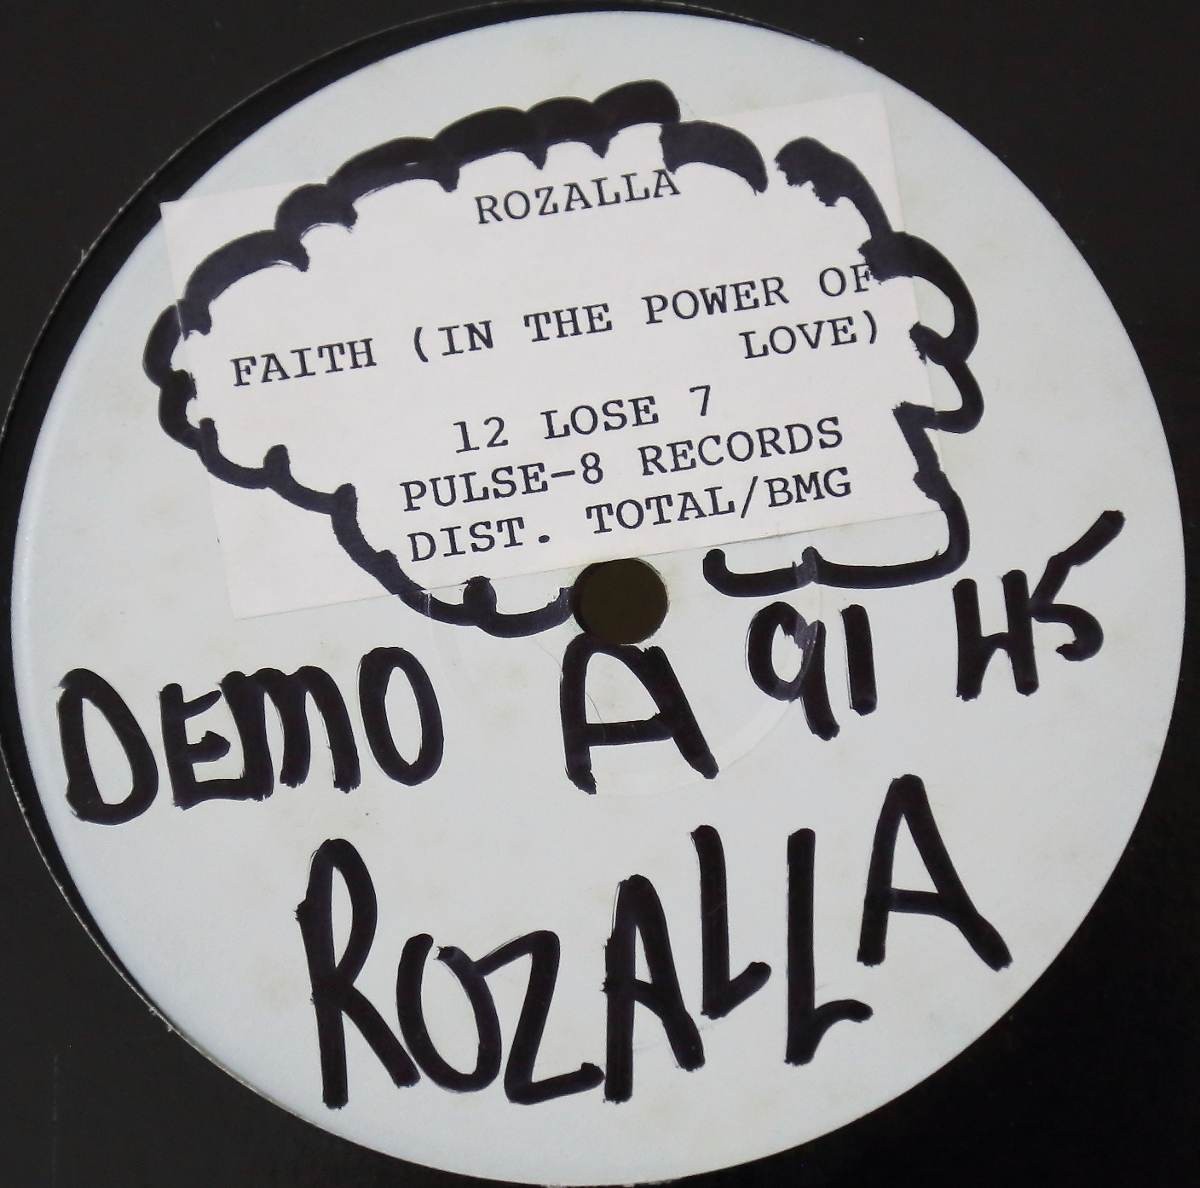 ROZALLA
FAITH (IN THE POWER OF
LOVE)
12 LOSE 7
PULSE-8 RECORDS
DIST. TOTAL/BMG
DEMO A 91 45
ROZALLA